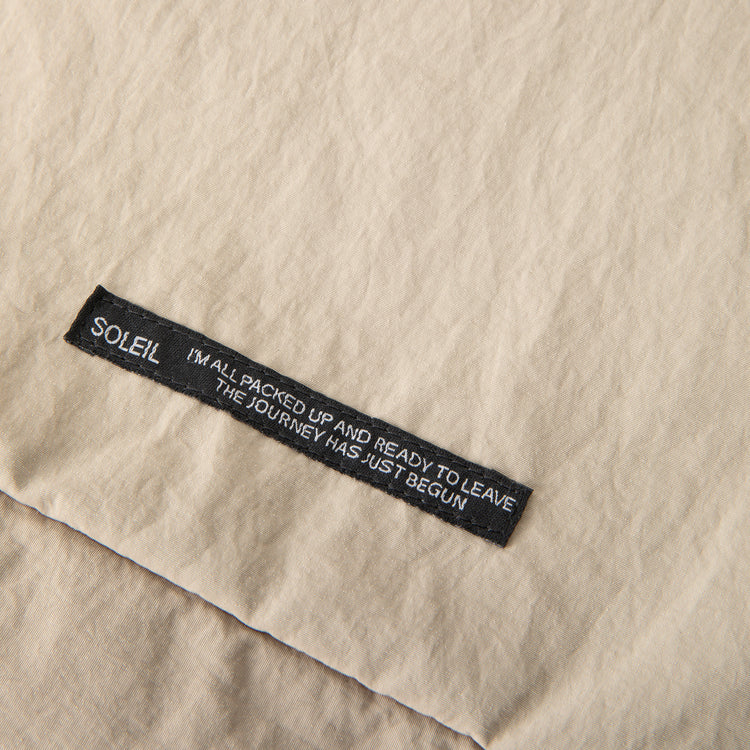 SOLEIL
I'M ALL PACKED UP AND READY TO LEAVE
THE JOURNEY HAS JUST BEGUN